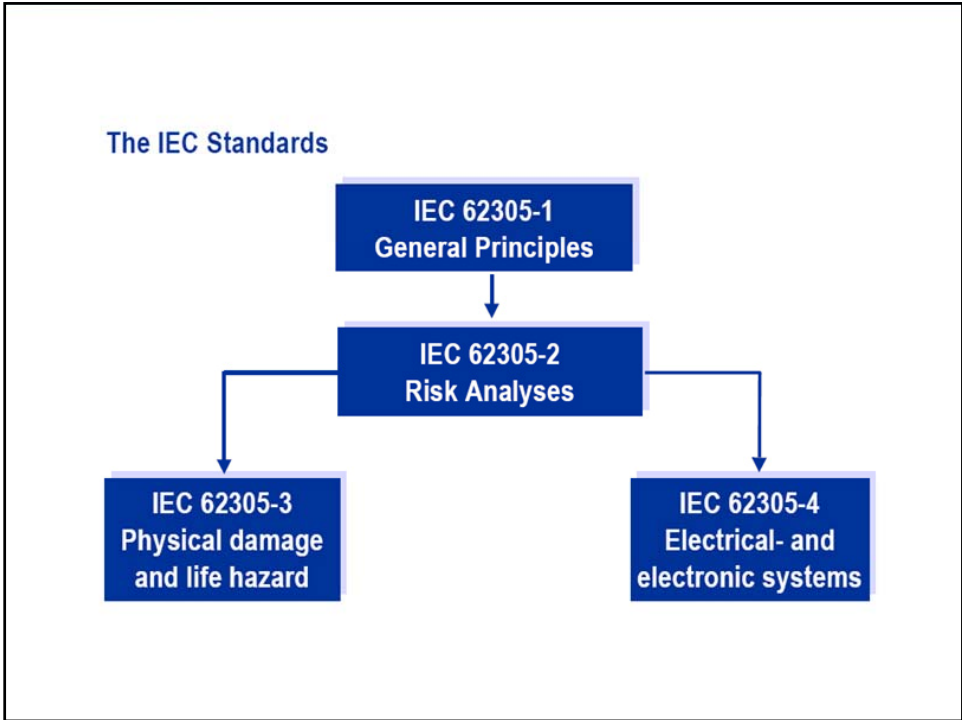 The IEC Standards
IEC 62305-1
General Principles
IEC 62305-2
Risk Analyses
IEC 62305-3
Physical damage
and life hazard
IEC 62305-4
Electrical- and
electronic systems